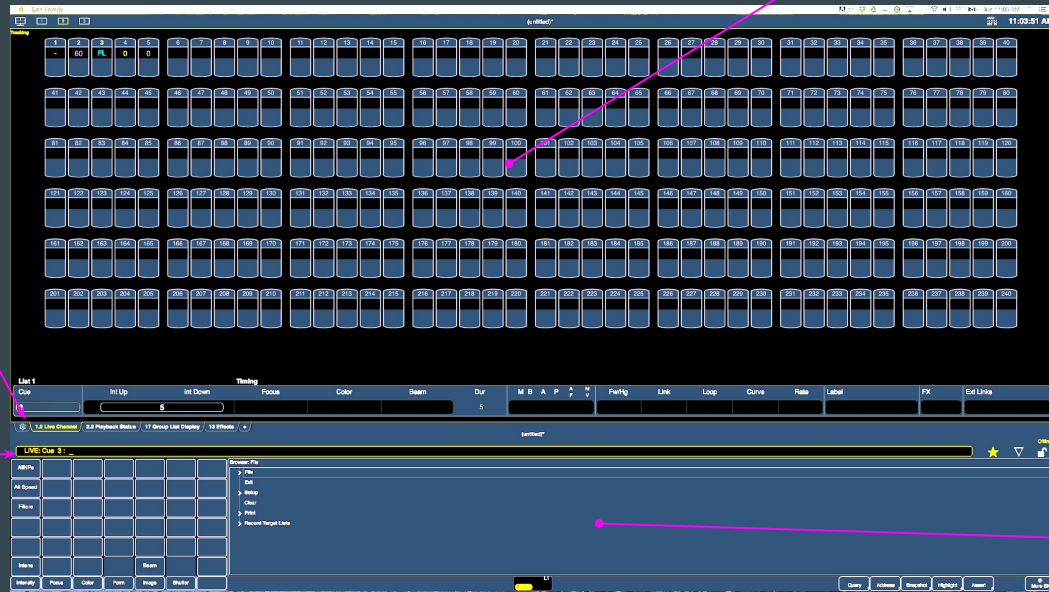 Eos Family
(untitled)*
11:03:51 AM
Tracking
1 2 3 4 5 6 7 8 9 10 11 12 13 14 15 16 17 18 19 20 21 22 23 24 25 26 27 28 29 30 31 32 33 34 35 36 37 38 39 40
- 60 FL 0 0
41 42 43 44 45 46 47 48 49 50 51 52 53 54 55 56 57 58 59 60 61 62 63 64 65 66 67 68 69 70 71 72 73 74 75 76 77 78 79 80
81 82 83 84 85 86 87 88 89 90 91 92 93 94 95 96 97 98 99 100 101 102 103 104 105 106 107 108 109 110 111 112 113 114 115 116 117 118 119 120
121 122 123 124 125 126 127 128 129 130 131 132 133 134 135 136 137 138 139 140 141 142 143 144 145 146 147 148 149 150 151 152 153 154 155 156 157 158 159 160
161 162 163 164 165 166 167 168 169 170 171 172 173 174 175 176 177 178 179 180 181 182 183 184 185 186 187 188 189 190 191 192 193 194 195 196 197 198 199 200
201 202 203 204 205 206 207 208 209 210 211 212 213 214 215 216 217 218 219 220 221 222 223 224 225 226 227 228 229 230 231 232 233 234 235 236 237 238 239 240
List 1 Timing
Cue Int Up Int Down Focus Color Beam Dur M B A P A F M V Fw/Hg Link Loop Curve Rate Label FX Ext Links
3 5 5
1.2 Live Channel 2.2 Playback Status 17 Group List Display 13 Effects +
(untitled)*
LIVE: Cue 3 : _
AllNPs
All Speed
Filters
Intens Beam
Intensity Focus Color Form Image Shutter
Browser: File
File
Exit
Setup
Clear
Print
Record Target Lists
L1
Query Address Snapshot Highlight Assert More SK